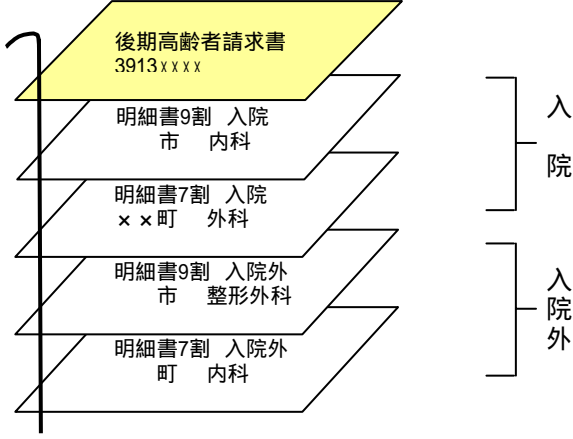 後期高齢者請求書
3913xxxx
明細書9割 入院
市 内科
明細書7割 入院
××町 外科
明細書9割 入院外
市 整形外科
明細書7割 入院外
町 内科
入院
入院外